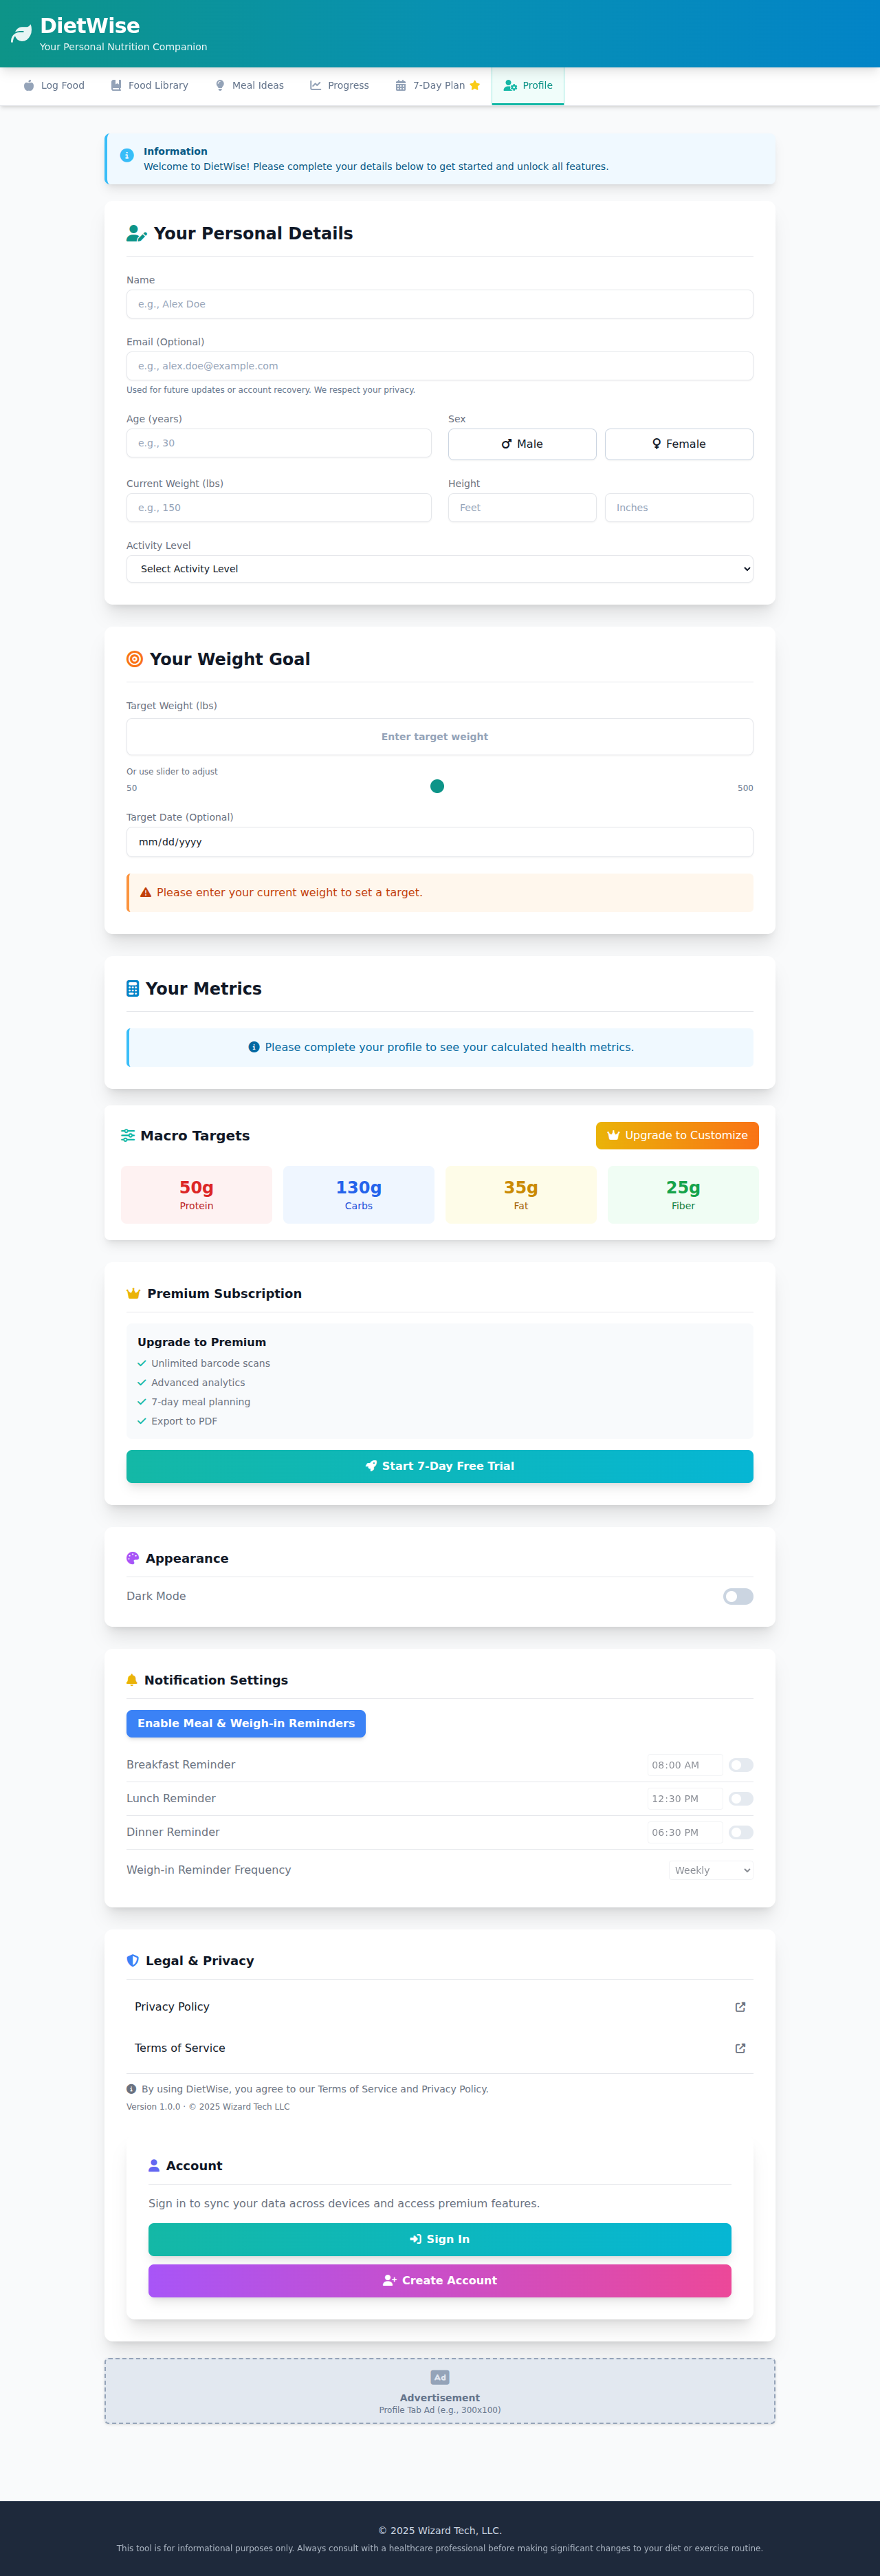 DietWise
Your Personal Nutrition Companion
Log Food
Food Library
Meal Ideas
Progress
7-Day Plan
Profile
Information
Welcome to DietWise! Please complete your details below to get started and unlock all features.
Your Personal Details
Name
e.g., Alex Doe
Email (Optional)
e.g., alex.doe@example.com
Used for future updates or account recovery. We respect your privacy.
Age (years)
Sex
e.g., 30
Male
Female
Current Weight (lbs)
Height
e.g., 150
Feet
Inches
Activity Level
Select Activity Level
Your Weight Goal
Target Weight (lbs)
Enter target weight
Or use slider to adjust
50
500
Target Date (Optional)
mm/dd/yyyy
Please enter your current weight to set a target.
Your Metrics
Please complete your profile to see your calculated health metrics.
Macro Targets
Upgrade to Customize
50g
Protein
130g
Carbs
35g
Fat
25g
Fiber
Premium Subscription
Upgrade to Premium
Unlimited barcode scans
Advanced analytics
7-day meal planning
Export to PDF
Start 7-Day Free Trial
Appearance
Dark Mode
Notification Settings
Enable Meal & Weigh-in Reminders
Breakfast Reminder
08:00 AM
Lunch Reminder
12:30 PM
Dinner Reminder
06:30 PM
Weigh-in Reminder Frequency
Weekly
Legal & Privacy
Privacy Policy
Terms of Service
By using DietWise, you agree to our Terms of Service and Privacy Policy.
Version 1.0.0 · © 2025 Wizard Tech LLC
Account
Sign in to sync your data across devices and access premium features.
Sign In
Create Account
Ad
Advertisement
Profile Tab Ad (e.g., 300x100)
© 2025 Wizard Tech, LLC.
This tool is for informational purposes only. Always consult with a healthcare professional before making significant changes to your diet or exercise routine.